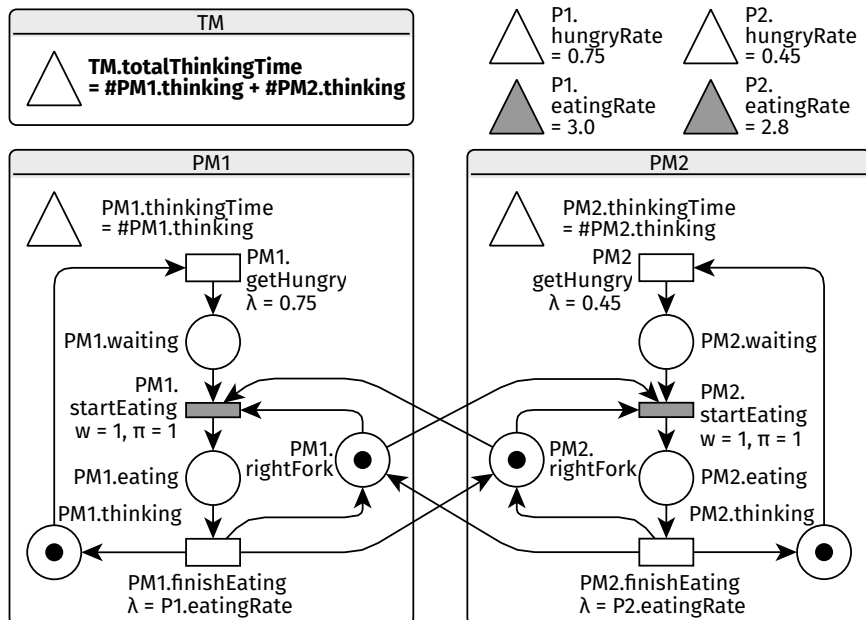 TM
TM.totalThinkingTime
= #PM1.thinking + #PM2.thinking
P1.
hungryRate
= 0.75
P2.
hungryRate
= 0.45
P1.
eatingRate
= 3.0
P2.
eatingRate
= 2.8
PM1
PM1.thinkingTime
= #PM1.thinking
PM1.
getHungry
λ = 0.75
PM1.waiting
PM1.
startEating
w = 1, π = 1
PM1.
rightFork
PM1.eating
PM1.thinking
PM1.finishEating
λ = P1.eatingRate
PM2
PM2.thinkingTime
= #PM2.thinking
PM2
getHungry
λ = 0.45
PM2.waiting
PM2.
startEating
w = 1, π = 1
PM2.
rightFork
PM2.eating
PM2.thinking
PM2.finishEating
λ = P2.eatingRate